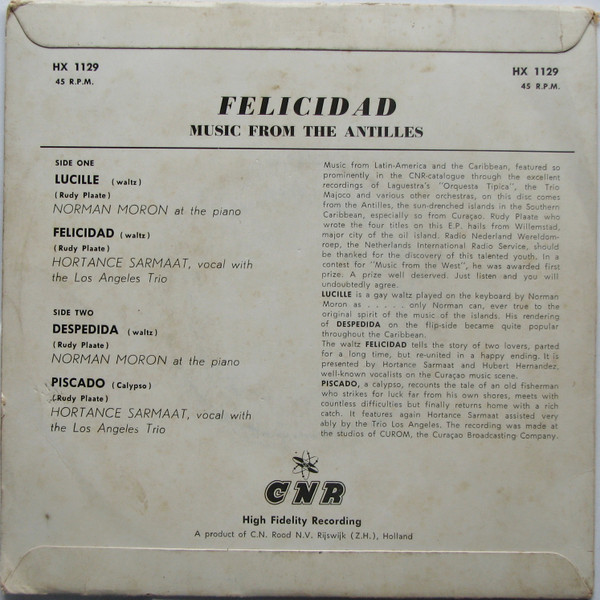 HX 1129
45 R.P.M.
HX 1129
45 R.P.M.
FELICIDAD
MUSIC FROM THE ANTILLES
SIDE ONE
LUCILLE (waltz)
(Rudy Plaate)
NORMAN MORON at the piano
FELICIDAD (waltz)
(Rudy Plaate)
HORTANCE SARMAAT, vocal with
the Los Angeles Trio
SIDE TWO
DESPEDIDA (waltz)
(Rudy Plaate)
NORMAN MORON at the piano
PISCADO (Calypso)
(Rudy Plaate)
HORTANCE SARMAAT, vocal with
the Los Angeles Trio
Music from Latin-America and the Caribbean, featured so
prominently in the CNR-catalogue through the excellent
recordings of Laguestra's "Orquesta Tipica", the Trio
Majoco and various other orchestras, on this disc comes
from the Antilles, the sun-drenched islands in the Southern
Caribbean, especially so from Curaçao. Rudy Plaate who
wrote the four titles on this E.P. hails from Willemstad,
major city of the oil island. Radio Nederland Wereldom-
roep, the Netherlands International Radio Service, should
be thanked for the discovery of this talented youth. In a
contest for "Music from the West", he was awarded first
prize. A prize well deserved. Just listen and you will
undoubtedly agree.
LUCILLE is a gay waltz played on the keyboard by Norman
Moron as . . . . . only Norman can, ever true to the
original spirit of the music of the islands. His rendering
of DESPEDIDA on the flip-side became quite popular
throughout the Caribbean.
The waltz FELICIDAD tells the story of two lovers, parted
for a long time, but re-united in a happy ending. It is
presented by Hortance Sarmaat and Hubert Hernandez,
well-known vocalists on the Curaçao music scene.
PISCADO, a calypso, recounts the tale of an old fisherman
who strikes for luck far from his own shores, meets with
countless difficulties but finally returns home with a rich
catch. It features again Hortance Sarmaat assisted very
ably by the Trio Los Angeles. The recording was made at
the studios of CUROM, the Curaçao Broadcasting Company.
CNR
High Fidelity Recording
A product of C.N. Rood N.V. Rijswijk (Z.H.), Holland